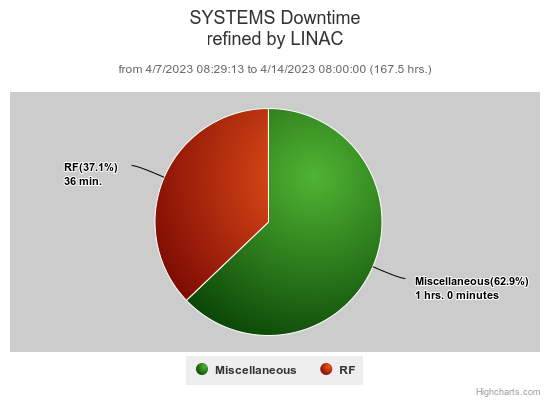 SYSTEMS Downtime
refined by LINAC
from 4/7/2023 08:29:13 to 4/14/2023 08:00:00 (167.5 hrs.)
RF(37.1%)
36 min.
Miscellaneous(62.9%)
1 hrs. 0 minutes
Miscellaneous RF
Highcharts.com